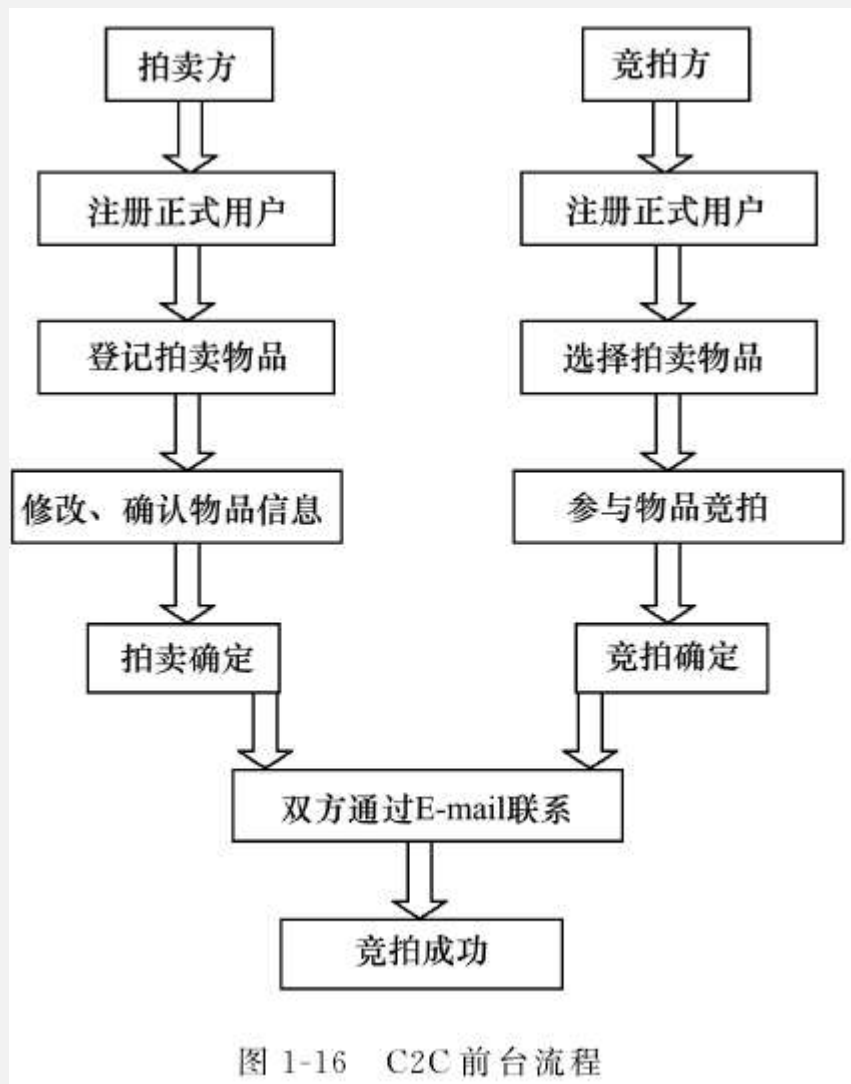 拍卖方
竞拍方
注册正式用户
注册正式用户
登记拍卖物品
选择拍卖物品
修改、确认物品信息
参与物品竞拍
拍卖确定
竞拍确定
双方通过E-mail联系
竞拍成功
图 1-16 C2C 前台流程